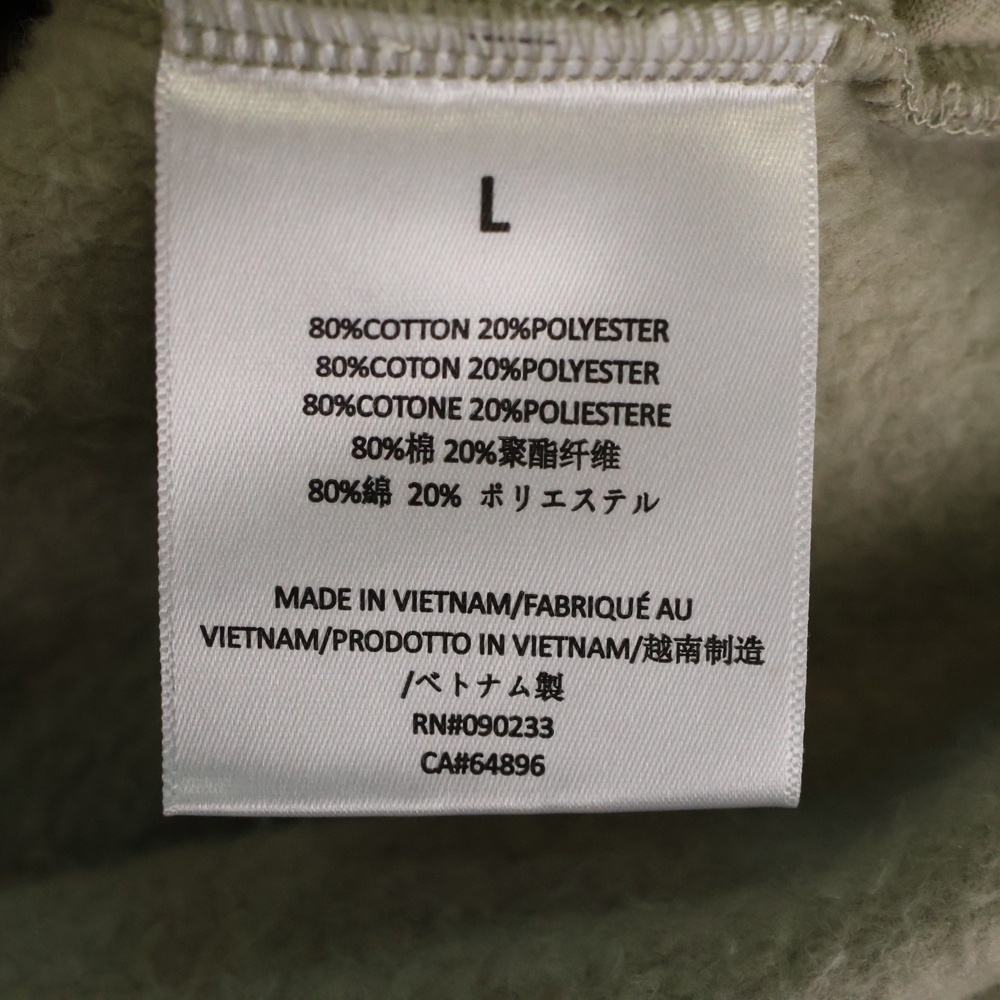 L
80%COTTON 20%POLYESTER
80%COTON 20%POLYESTER
80%COTONE 20%POLIESTERE
80%棉 20%聚酯纤维
80%綿 20% ポリエステル
MADE IN VIETNAM/FABRIQUÉ AU
VIETNAM/PRODOTTO IN VIETNAM/越南制造
/ベトナム製
RN#090233
CA#64896